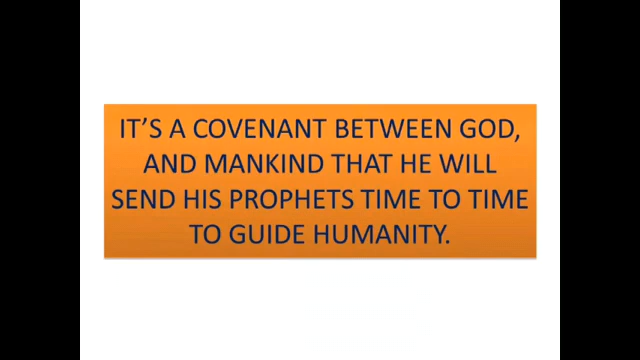 IT’S A COVENANT BETWEEN GOD,
AND MANKIND THAT HE WILL
SEND HIS PROPHETS TIME TO TIME
TO GUIDE HUMANITY.